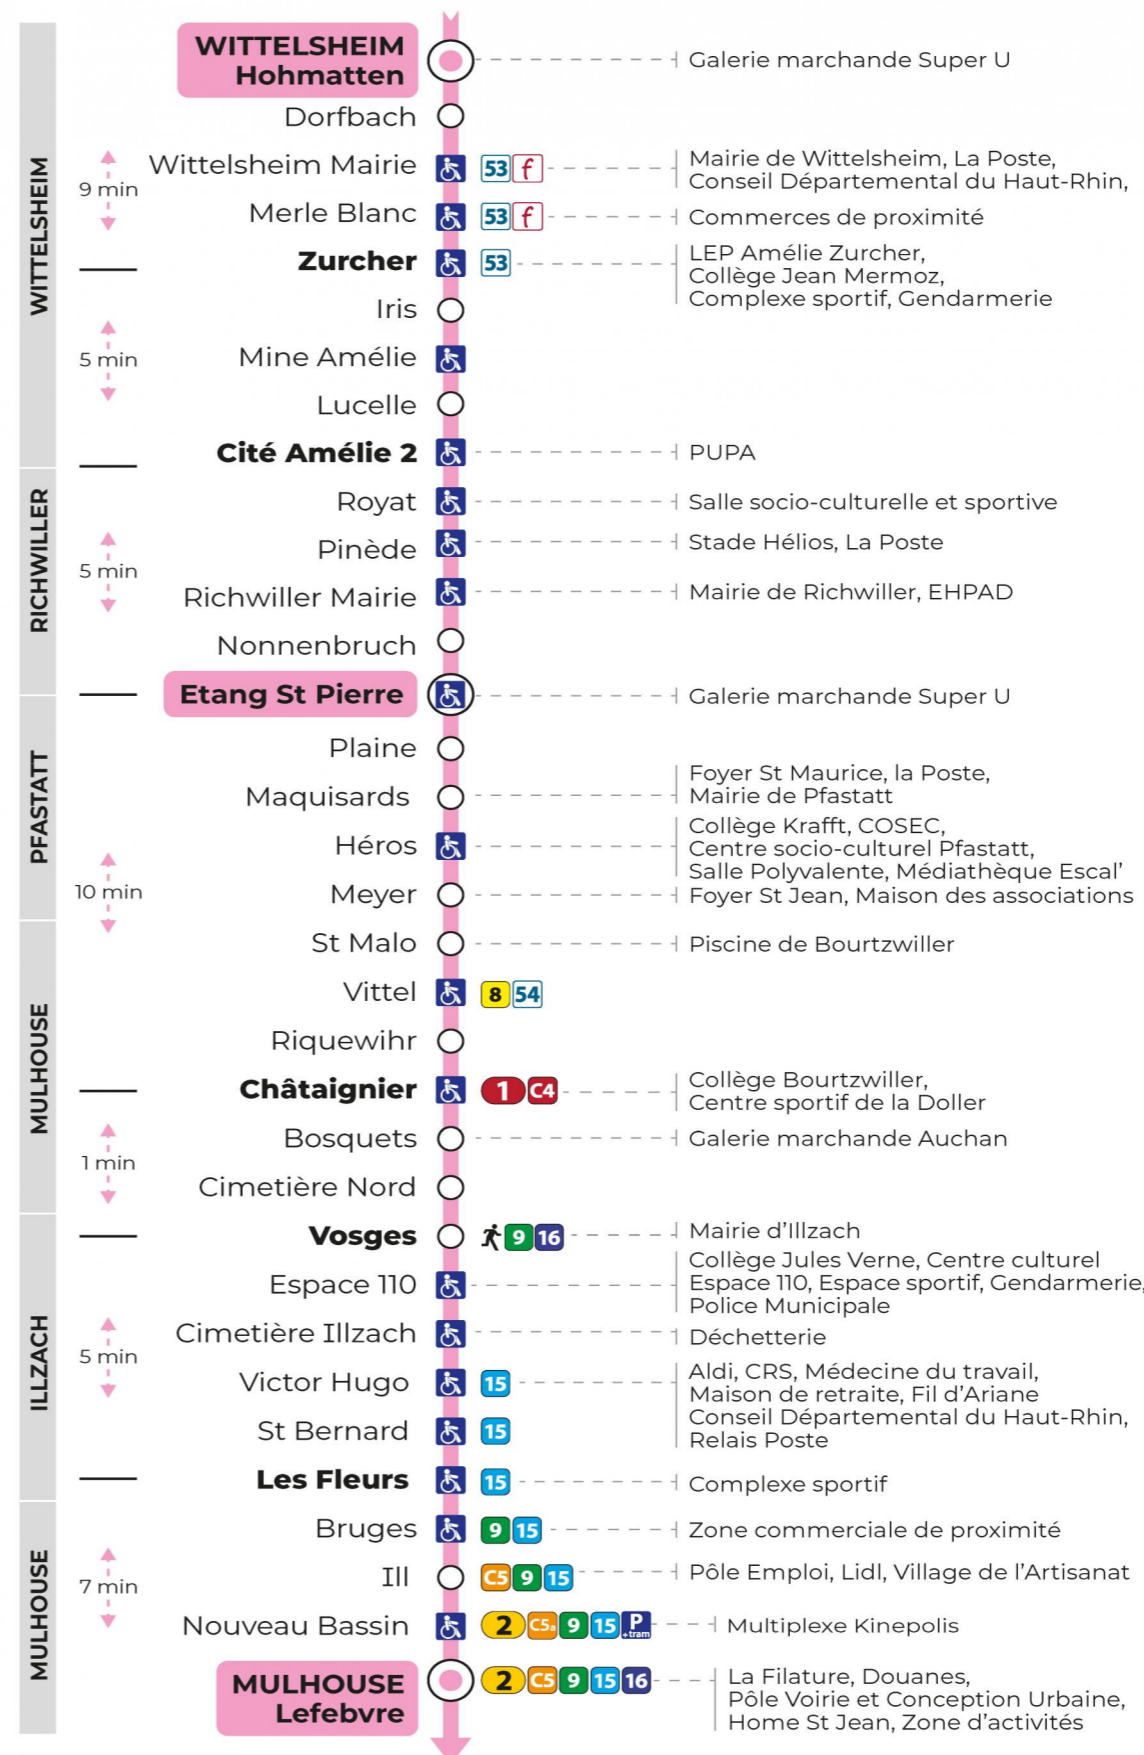 WITTELSHEIM
Hohmatten
Galerie marchande Super U
Dorfbach
WITTELSHEIM
9 min
Wittelsheim Mairie
53 f
Mairie de Wittelsheim, La Poste,
Conseil Départemental du Haut-Rhin,
Merle Blanc
53 f
Commerces de proximité
Zurcher
53
LEP Amélie Zurcher,
Collège Jean Mermoz,
Complexe sportif, Gendarmerie
Iris
5 min
Mine Amélie
Lucelle
Cité Amélie 2
PUPA
RICHWILLER
Royat
Salle socio-culturelle et sportive
5 min
Pinède
Stade Hélios, La Poste
Richwiller Mairie
Mairie de Richwiller, EHPAD
Nonnenbruch
Etang St Pierre
Galerie marchande Super U
PFASTATT
Plaine
Maquisards
Foyer St Maurice, la Poste,
Mairie de Pfastatt
Héros
Collège Krafft, COSEC,
Centre socio-culturel Pfastatt,
Salle Polyvalente, Médiathèque Escal’
10 min
Meyer
Foyer St Jean, Maison des associations
MULHOUSE
St Malo
Piscine de Bourtzwiller
Vittel
8 54
Riquewihr
Châtaignier
1 C4
Collège Bourtzwiller,
Centre sportif de la Doller
Bosquets
Galerie marchande Auchan
1 min
Cimetière Nord
ILLZACH
Vosges
9 16
Mairie d’Illzach
Espace 110
Collège Jules Verne, Centre culturel
Espace 110, Espace sportif, Gendarmerie,
Police Municipale
Cimetière Illzach
Déchetterie
5 min
Victor Hugo
15
Aldi, CRS, Médecine du travail,
Maison de retraite, Fil d’Ariane
St Bernard
15
Conseil Départemental du Haut-Rhin,
Relais Poste
Les Fleurs
15
Complexe sportif
MULHOUSE
Bruges
9 15
Zone commerciale de proximité
7 min
Ill
C5 9 15
Pôle Emploi, Lidl, Village de l’Artisanat
Nouveau Bassin
2 C5a 9 15 P +tram
Multiplexe Kinepolis
MULHOUSE
Lefebvre
2 C5 9 15 16
La Filature, Douanes,
Pôle Voirie et Conception Urbaine,
Home St Jean, Zone d’activités